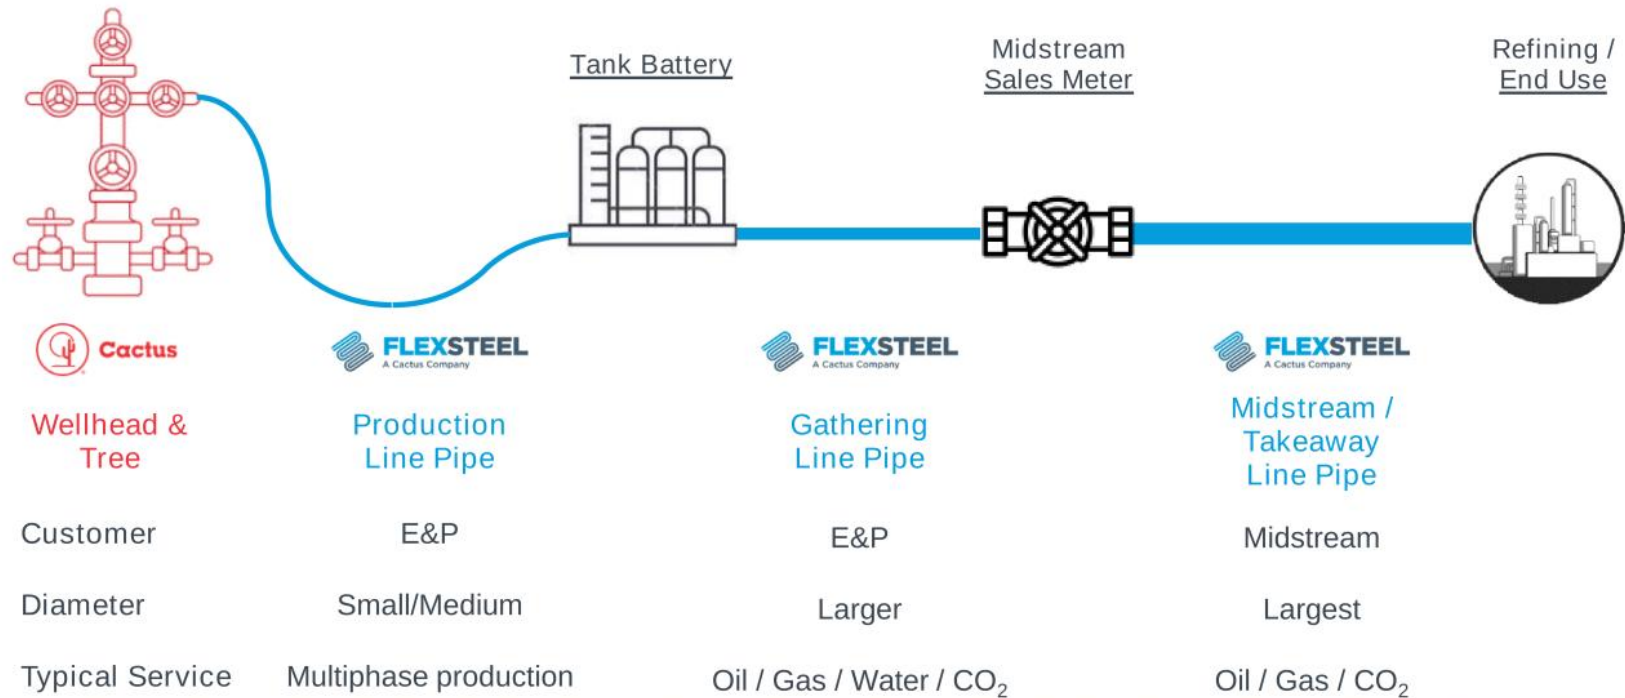 Tank Battery
Midstream
Sales Meter
Refining /
End Use
Cactus
FLEXSTEEL
A Cactus Company
FLEXSTEEL
A Cactus Company
FLEXSTEEL
A Cactus Company
Wellhead &
Tree
Production
Line Pipe
Gathering
Line Pipe
Midstream /
Takeaway
Line Pipe
Customer
E&P
E&P
Midstream
Diameter
Small/Medium
Larger
Largest
Typical Service
Multiphase production
Oil / Gas / Water / CO₂
Oil / Gas / CO₂